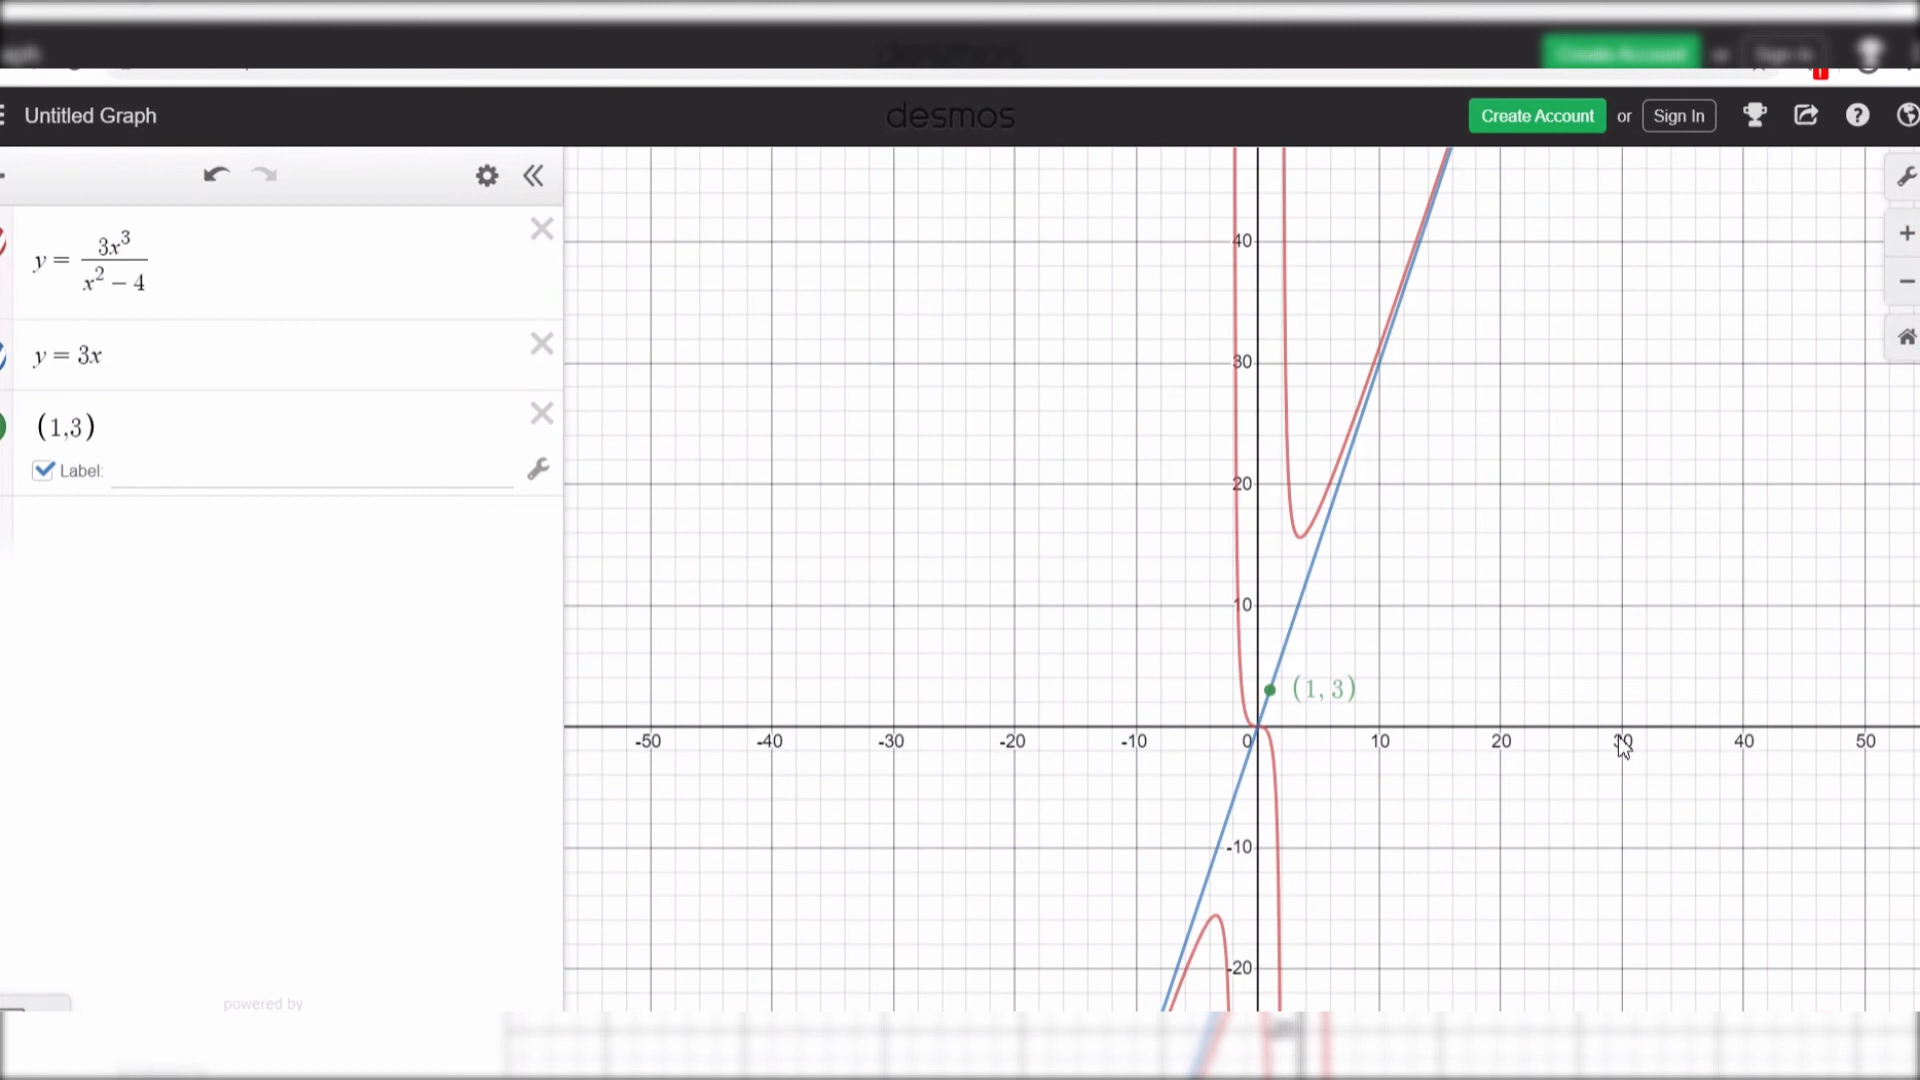 Untitled Graph
desmos
Create Account or Sign In
y = 3x³ / x² − 4
y = 3x
(1,3)
Label:
powered by
40
30
20
10
(1, 3)
-50 -40 -30 -20 -10 0 10 20 30 40 50
-10
-20